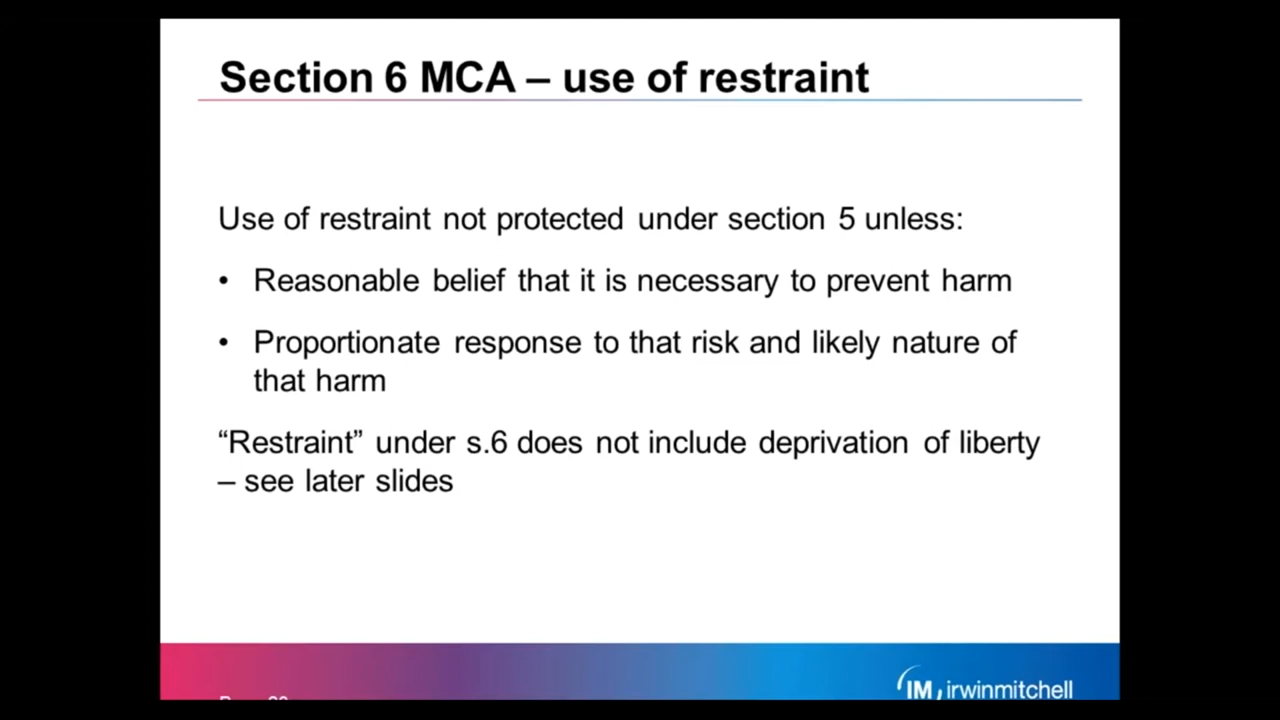 Section 6 MCA – use of restraint
Use of restraint not protected under section 5 unless:
• Reasonable belief that it is necessary to prevent harm
• Proportionate response to that risk and likely nature of
that harm
“Restraint” under s.6 does not include deprivation of liberty
– see later slides
IM irwinmitchell